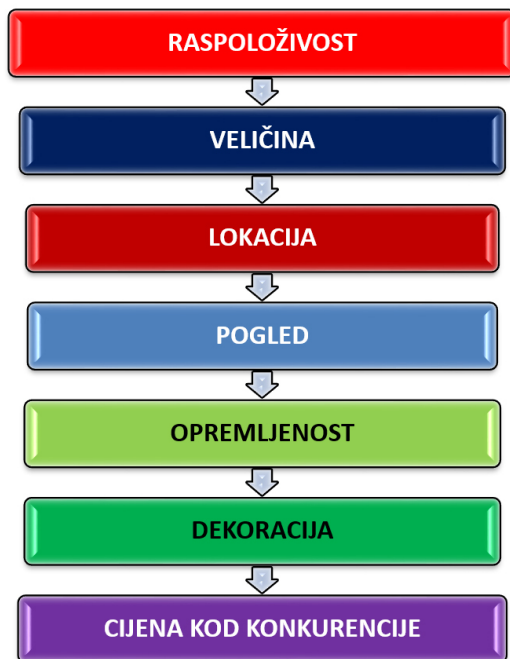 RASPOLOŽIVOST
VELIČINA
LOKACIJA
POGLED
OPREMLJENOST
DEKORACIJA
CIJENA KOD KONKURENCIJE